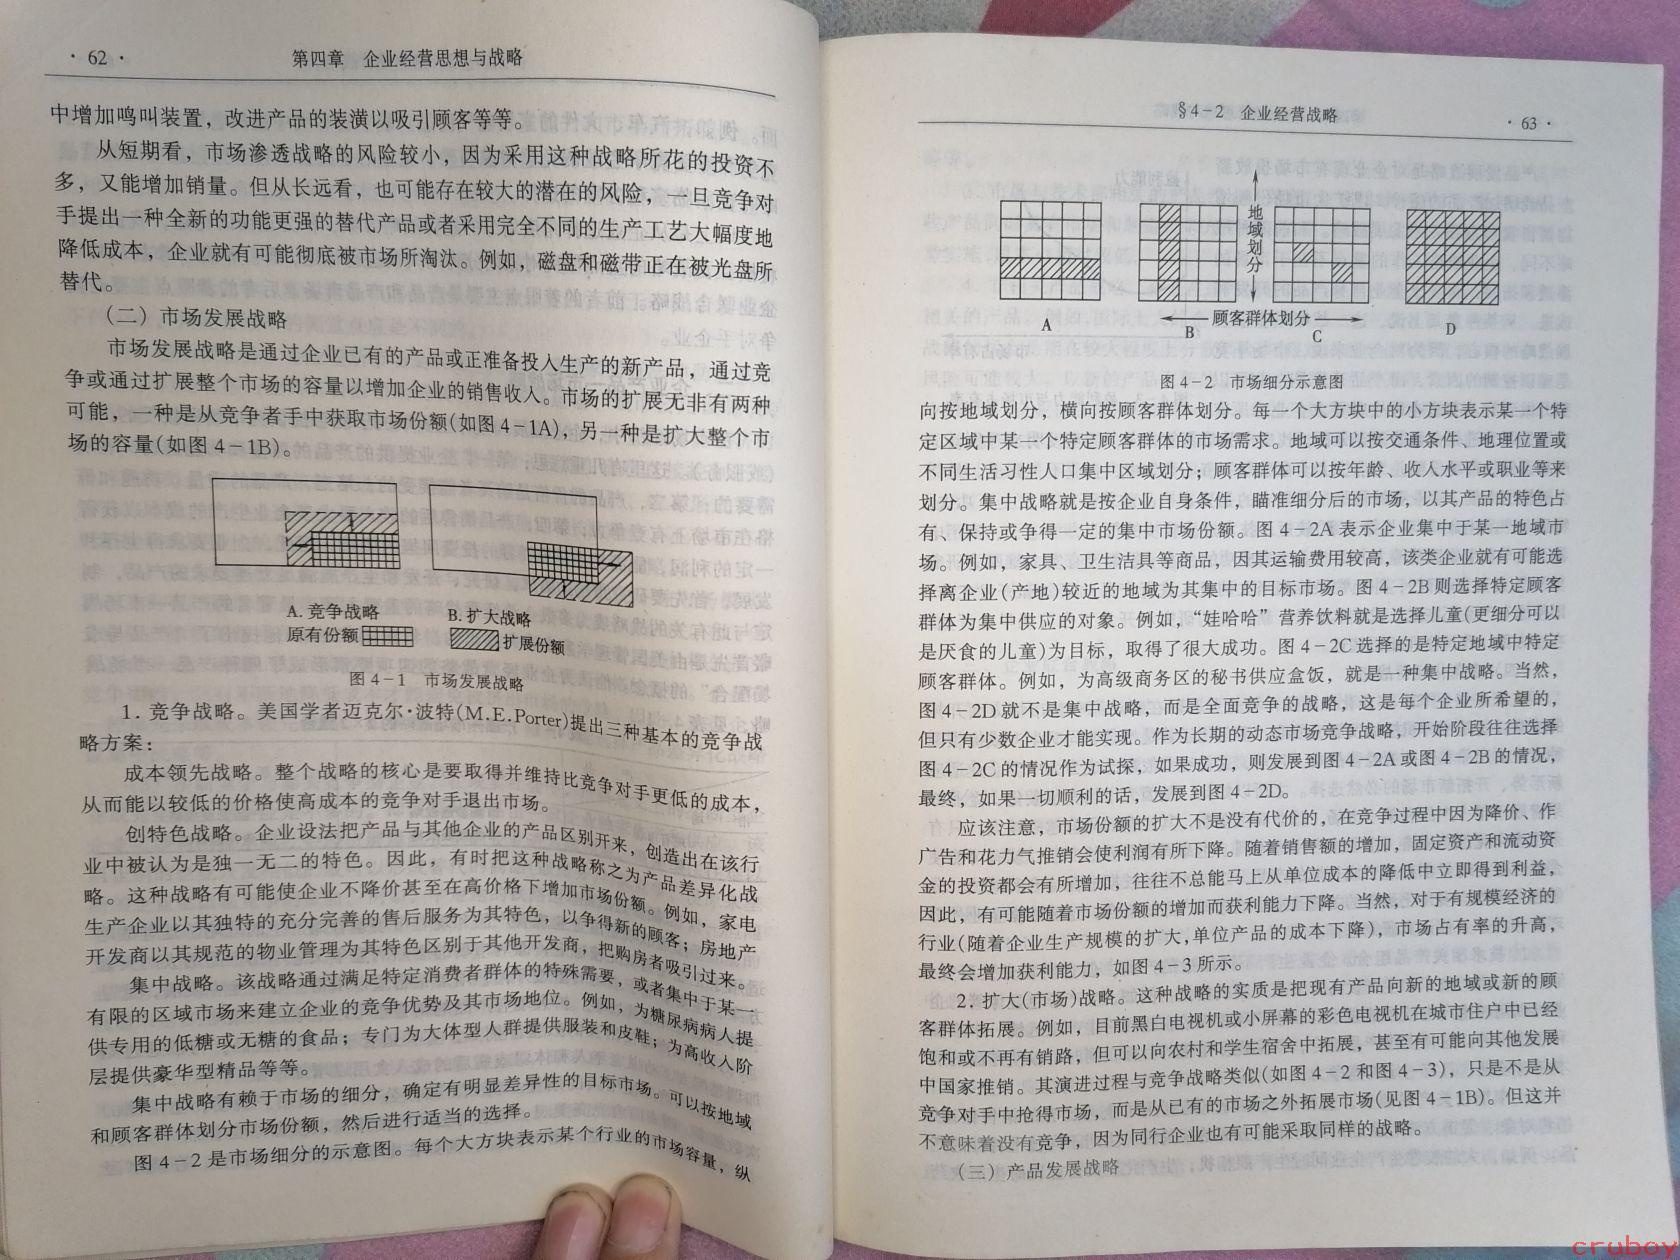 · 62 ·
第四章 企业经营思想与战略
中增加鸣叫装置，改进产品的装潢以吸引顾客等等。
从短期看，市场渗透战略的风险较小，因为采用这种战略所花的投资不
多，又能增加销量。但从长远看，也可能存在较大的潜在的风险，一旦竞争对
手提出一种全新的功能更强的替代产品或者采用完全不同的生产工艺大幅度地
降低成本，企业就有可能彻底被市场所淘汰。例如，磁盘和磁带正在被光盘所
替代。
（二）市场发展战略
市场发展战略是通过企业已有的产品或正准备投入生产的新产品，通过竞
争或通过扩展整个市场的容量以增加企业的销售收入。市场的扩展无非有两种
可能，一种是从竞争者手中获取市场份额(如图4-1A)，另一种是扩大整个市
场的容量(如图4-1B)。
A. 竞争战略
B. 扩大战略
原有份额
扩展份额
图4-1 市场发展战略
1. 竞争战略。美国学者迈克尔·波特(M.E.Porter)提出三种基本的竞争战
略方案：
成本领先战略。整个战略的核心是要取得并维持比竞争对手更低的成本，
从而能以较低的价格使高成本的竞争对手退出市场。
创特色战略。企业设法把产品与其他企业的产品区别开来，创造出在该行
业中被认为是独一无二的特色。因此，有时把这种战略称之为产品差异化战
略。这种战略有可能使企业不降价甚至在高价格下增加市场份额。例如，家电
生产企业以其独特的充分完善的售后服务为其特色，以争得新的顾客；房地产
开发商以其规范的物业管理为其特色区别于其他开发商，把购房者吸引过来。
集中战略。该战略通过满足特定消费者群体的特殊需要，或者集中于某一
有限的区域市场来建立企业的竞争优势及其市场地位。例如，为糖尿病病人提
供专用的低糖或无糖的食品；专门为大体型人群提供服装和皮鞋；为高收入阶
层提供豪华型精品等等。
集中战略有赖于市场的细分，确定有明显差异性的目标市场。可以按地域
和顾客群体划分市场份额，然后进行适当的选择。
图4-2是市场细分的示意图。每个大方块表示某个行业的市场容量，纵
§4-2 企业经营战略
· 63 ·
地域划分
顾客群体划分
A
B
C
D
图4-2 市场细分示意图
向按地域划分，横向按顾客群体划分。每一个大方块中的小方块表示某一个特
定区域中某一个特定顾客群体的市场需求。地域可以按交通条件、地理位置或
不同生活习性人口集中区域划分；顾客群体可以按年龄、收人水平或职业等来
划分。集中战略就是按企业自身条件，瞄准细分后的市场，以其产品的特色占
有、保持或争得一定的集中市场份额。图4-2A表示企业集中于某一地域市
场。例如，家具、卫生洁具等商品，因其运输费用较高，该类企业就有可能选
择离企业(产地)较近的地域为其集中的目标市场。图4-2B则选择特定顾客
群体为集中供应的对象。例如，“娃哈哈”营养饮料就是选择儿童(更细分可以
是厌食的儿童)为目标，取得了很大成功。图4-2C选择的是特定地域中特定
顾客群体。例如，为高级商务区的秘书供应盒饭，就是一种集中战略。当然，
图4-2D就不是集中战略，而是全面竞争的战略，这是每个企业所希望的，
但只有少数企业才能实现。作为长期的动态市场竞争战略，开始阶段往往选择
图4-2C的情况作为试探，如果成功，则发展到图4-2A或图4-2B的情况，
最终，如果一切顺利的话，发展到图4-2D。
应该注意，市场份额的扩大不是没有代价的，在竞争过程中因为降价、作
广告和花力气推销会使利润有所下降。随着销售额的增加，固定资产和流动资
金的投资都会有所增加，往往不总能马上从单位成本的降低中立即得到利益，
因此，有可能随着市场份额的增加而获利能力下降。当然，对于有规模经济的
行业(随着企业生产规模的扩大,单位产品的成本下降)，市场占有率的升高，
最终会增加获利能力，如图4-3所示。
2. 扩大(市场)战略。这种战略的实质是把现有产品向新的地域或新的顾
客群体拓展。例如，目前黑白电视机或小屏幕的彩色电视机在城市住户中已经
饱和或不再有销路，但可以向农村和学生宿舍中拓展，甚至有可能向其他发展
中国家推销。其演进过程与竞争战略类似(如图4-2和图4-3)，只是不是从
竞争对手中抢得市场，而是从已有的市场之外拓展市场(见图4-1B)。但这并
不意味着没有竞争，因为同行企业也有可能采取同样的战略。
（三）产品发展战略
cruboy